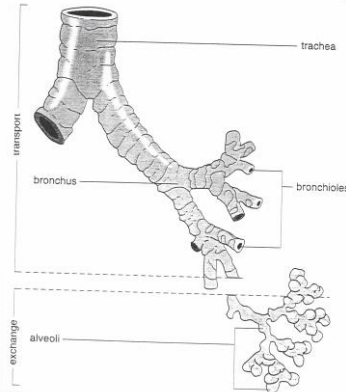 trachea
transport
bronchus
bronchioles
exchange
alveoli